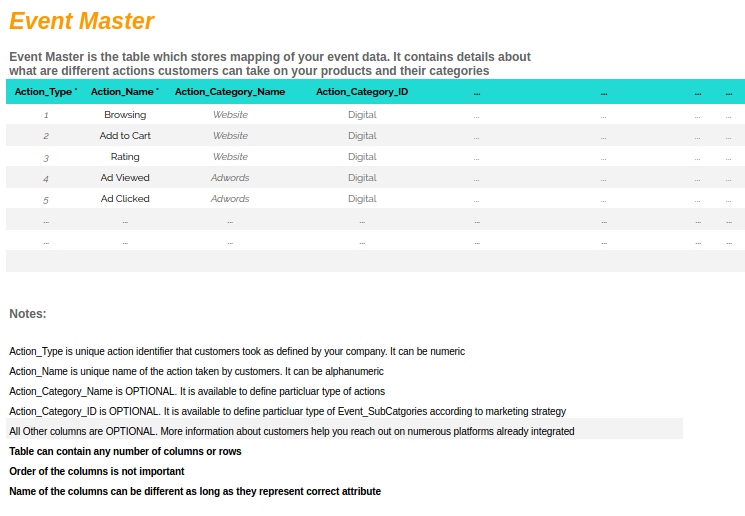 Event Master
Event Master is the table which stores mapping of your event data. It contains details about
what are different actions customers can take on your products and their categories
Action_Type * Action_Name * Action_Category_Name Action_Category_ID ... ... ... ...
1 Browsing Website Digital ... ... ... ...
2 Add to Cart Website Digital ... ... ... ...
3 Rating Website Digital ... ... ... ...
4 Ad Viewed Adwords Digital ... ... ... ...
5 Ad Clicked Adwords Digital ... ... ... ...
... ... ... ... ... ... ... ...
... ... ... ... ... ... ... ...
Notes:
Action_Type is unique action identifier that customers took as defined by your company. It can be numeric
Action_Name is unique name of the action taken by customers. It can be alphanumeric
Action_Category_Name is OPTIONAL. It is available to define particluar type of actions
Action_Category_ID is OPTIONAL. It is available to define particluar type of Event_SubCatgories according to marketing strategy
All Other columns are OPTIONAL. More information about customers help you reach out on numerous platforms already integrated
Table can contain any number of columns or rows
Order of the columns is not important
Name of the columns can be different as long as they represent correct attribute